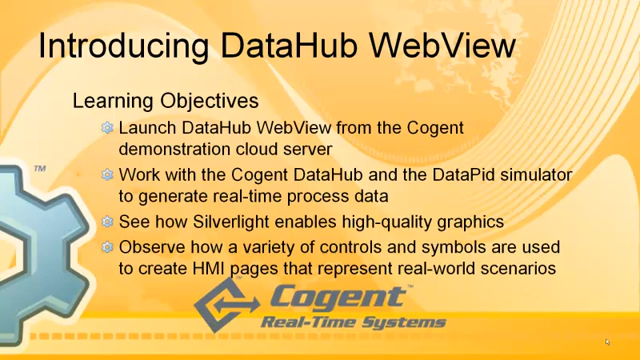 Introducing DataHub WebView
Learning Objectives
Launch DataHub WebView from the Cogent
demonstration cloud server
Work with the Cogent DataHub and the DataPid simulator
to generate real-time process data
See how Silverlight enables high-quality graphics
Observe how a variety of controls and symbols are used
to create HMI pages that represent real-world scenarios
™
Cogent™
Real-Time Systems